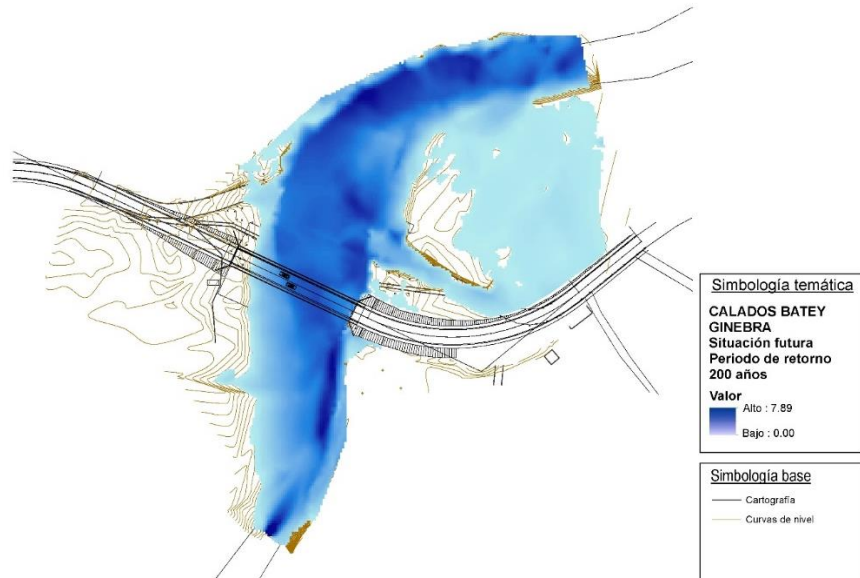 Simbología temática
CALADOS BATEY
GINEBRA
Situación futura
Periodo de retorno
200 años
Valor
Alto : 7.89
Bajo : 0.00
Simbología base
Cartografía
Curvas de nivel